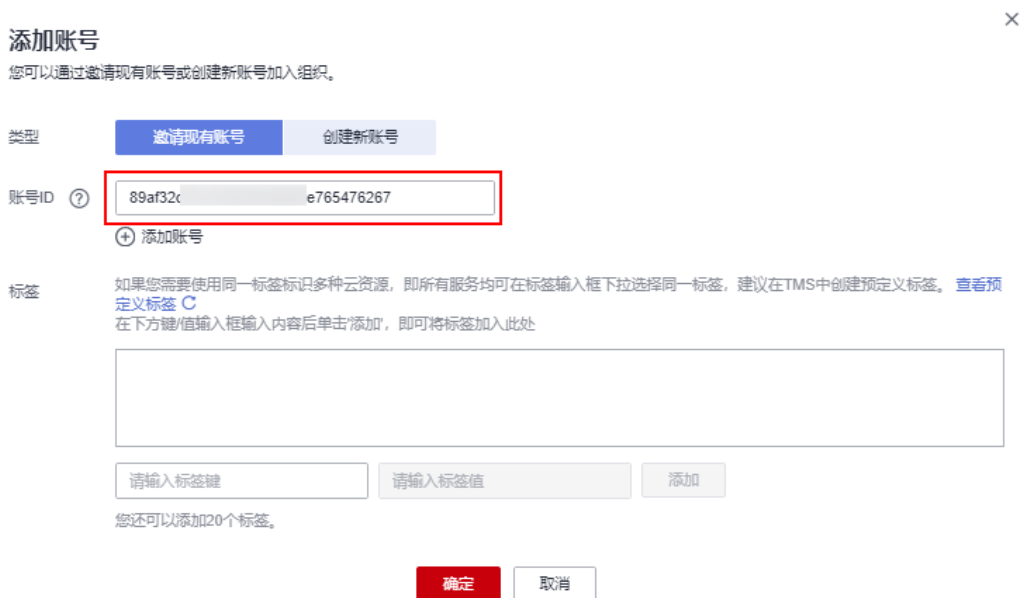 添加账号
您可以通过邀请现有账号或创建新账号加入组织。
类型
邀请现有账号
创建新账号
账号ID
?
89af32
e765476267
添加账号
标签
如果您需要使用同一标签标识多种云资源，即所有服务均可在标签输入框下拉选择同一标签，建议在TMS中创建预定义标签。 查看预
定义标签
在下方键/值输入框输入内容后单击'添加'，即可将标签加入此处
请输入标签键
请输入标签值
添加
您还可以添加20个标签。
确定
取消